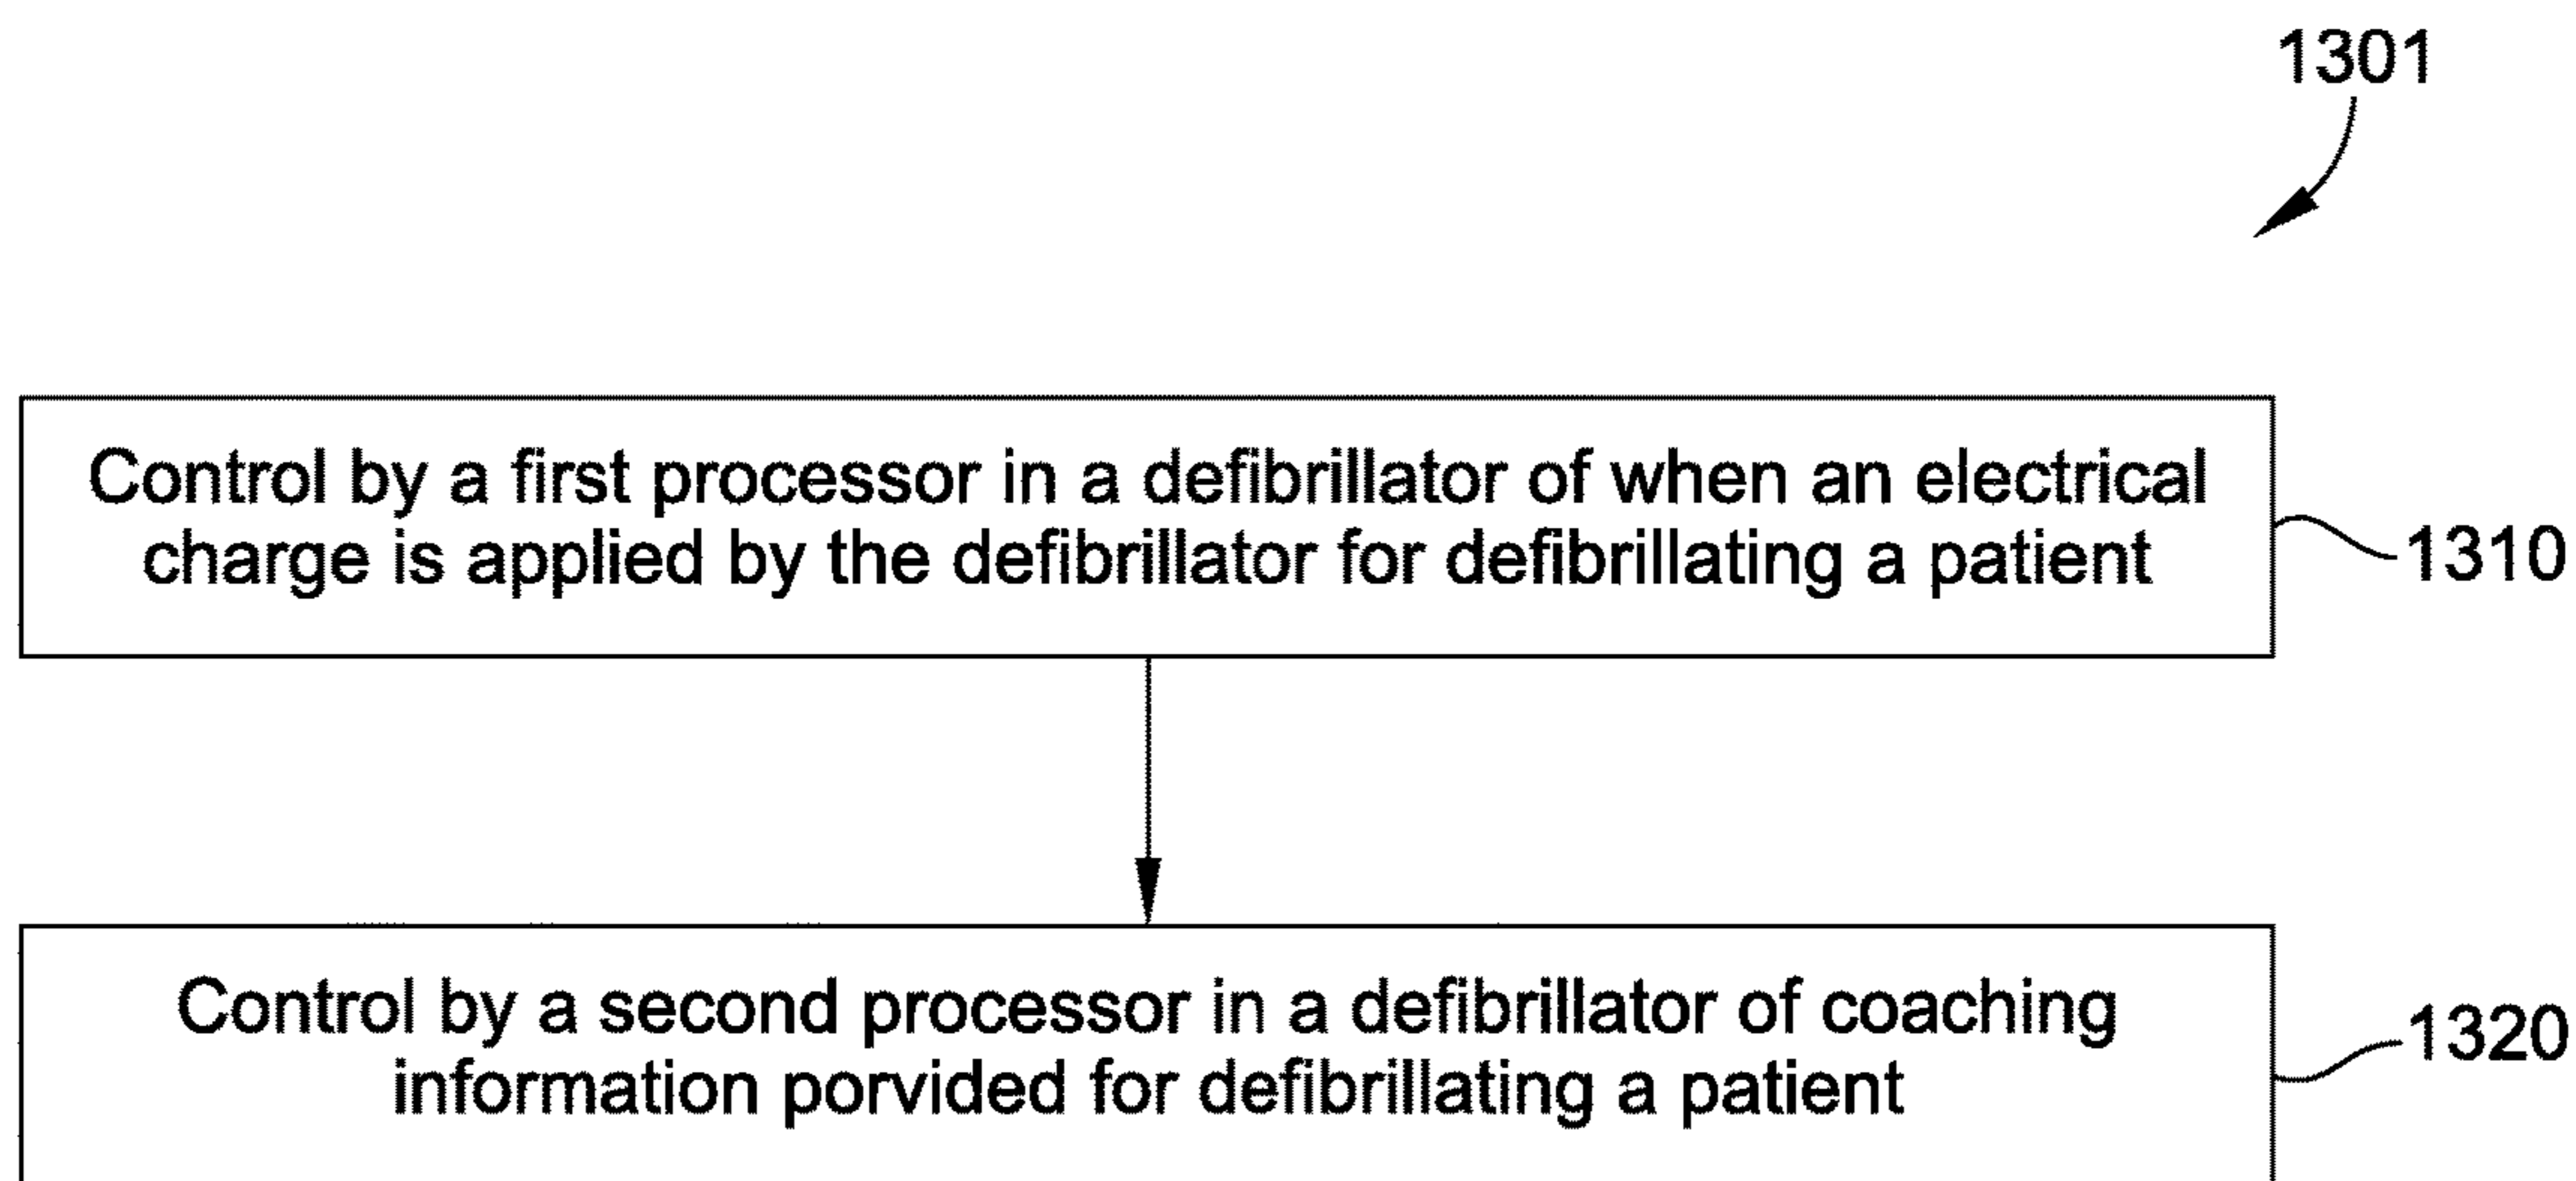 1301
Control by a first processor in a defibrillator of when an electrical
charge is applied by the defibrillator for defibrillating a patient
1310
Control by a second processor in a defibrillator of coaching
information porvided for defibrillating a patient
1320